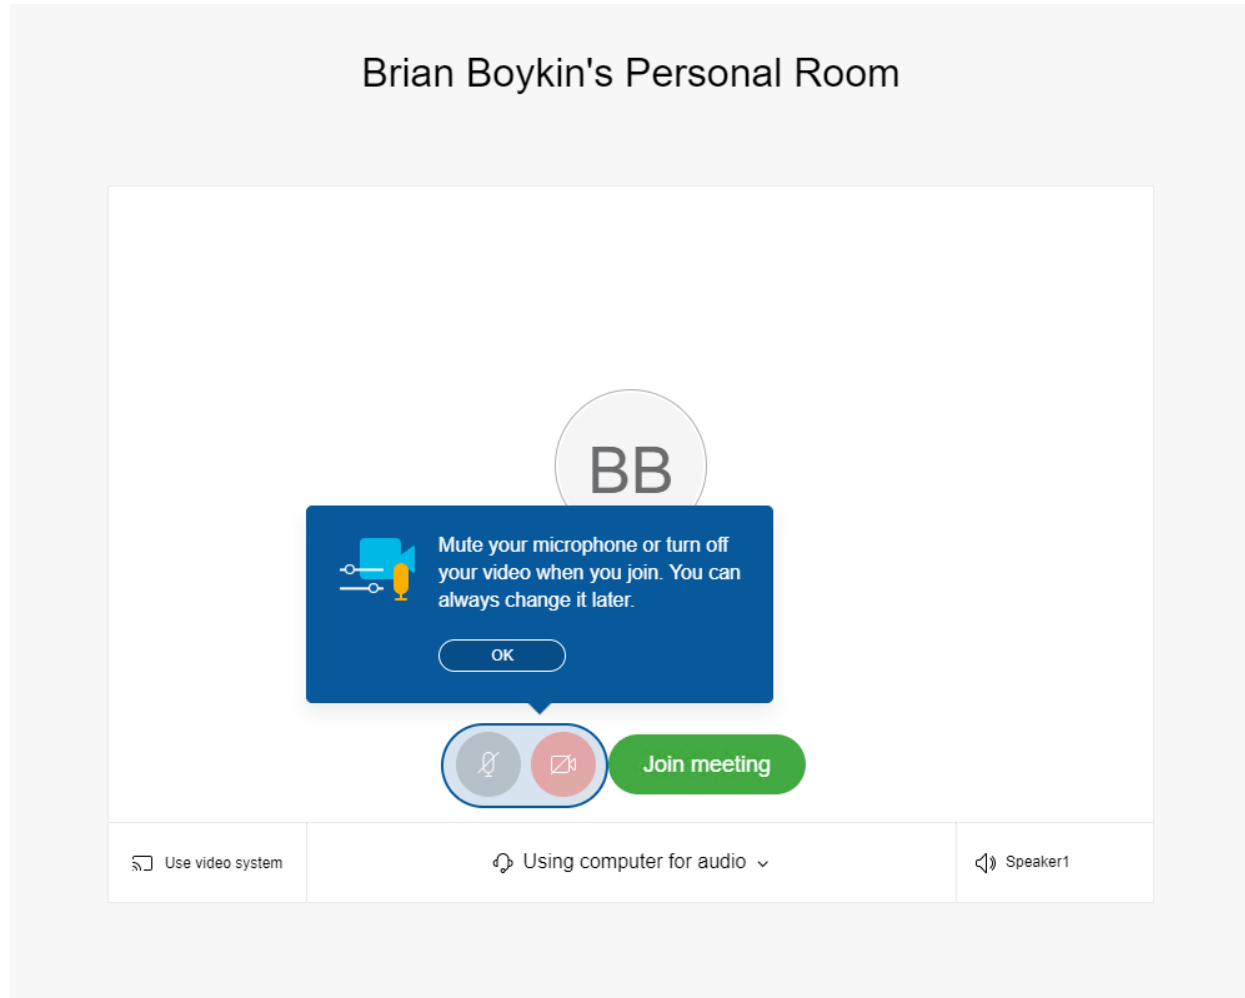 Brian Boykin's Personal Room
BB
Mute your microphone or turn off
your video when you join. You can
always change it later.
OK
Join meeting
Use video system
Using computer for audio
Speaker1